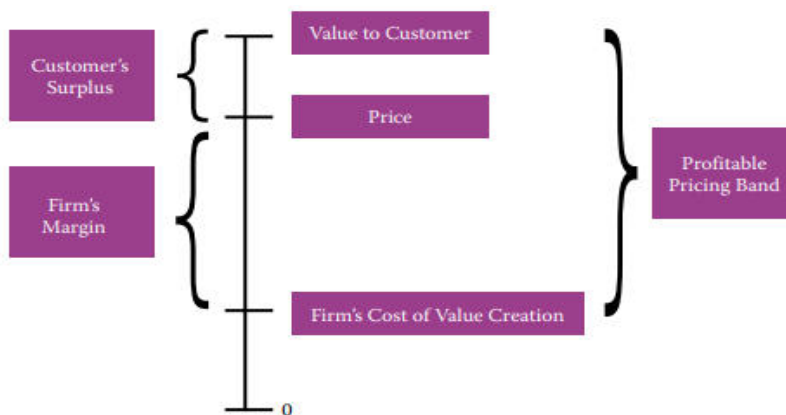 Value to Customer
Customer's
Surplus
Price
Profitable
Pricing Band
Firm's
Margin
Firm's Cost of Value Creation
0